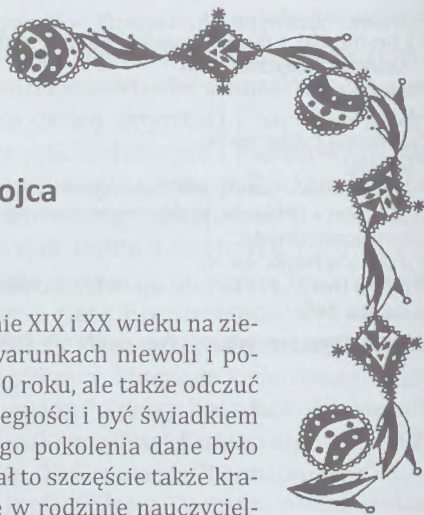 ojca
nie XIX i XX wieku na zie-
warunkach niewoli i po-
0 roku, ale także odczuć
egłości i być świadkiem
go pokolenia dane było
ał to szczęście także kra-
w rodzinie nauczyciel-